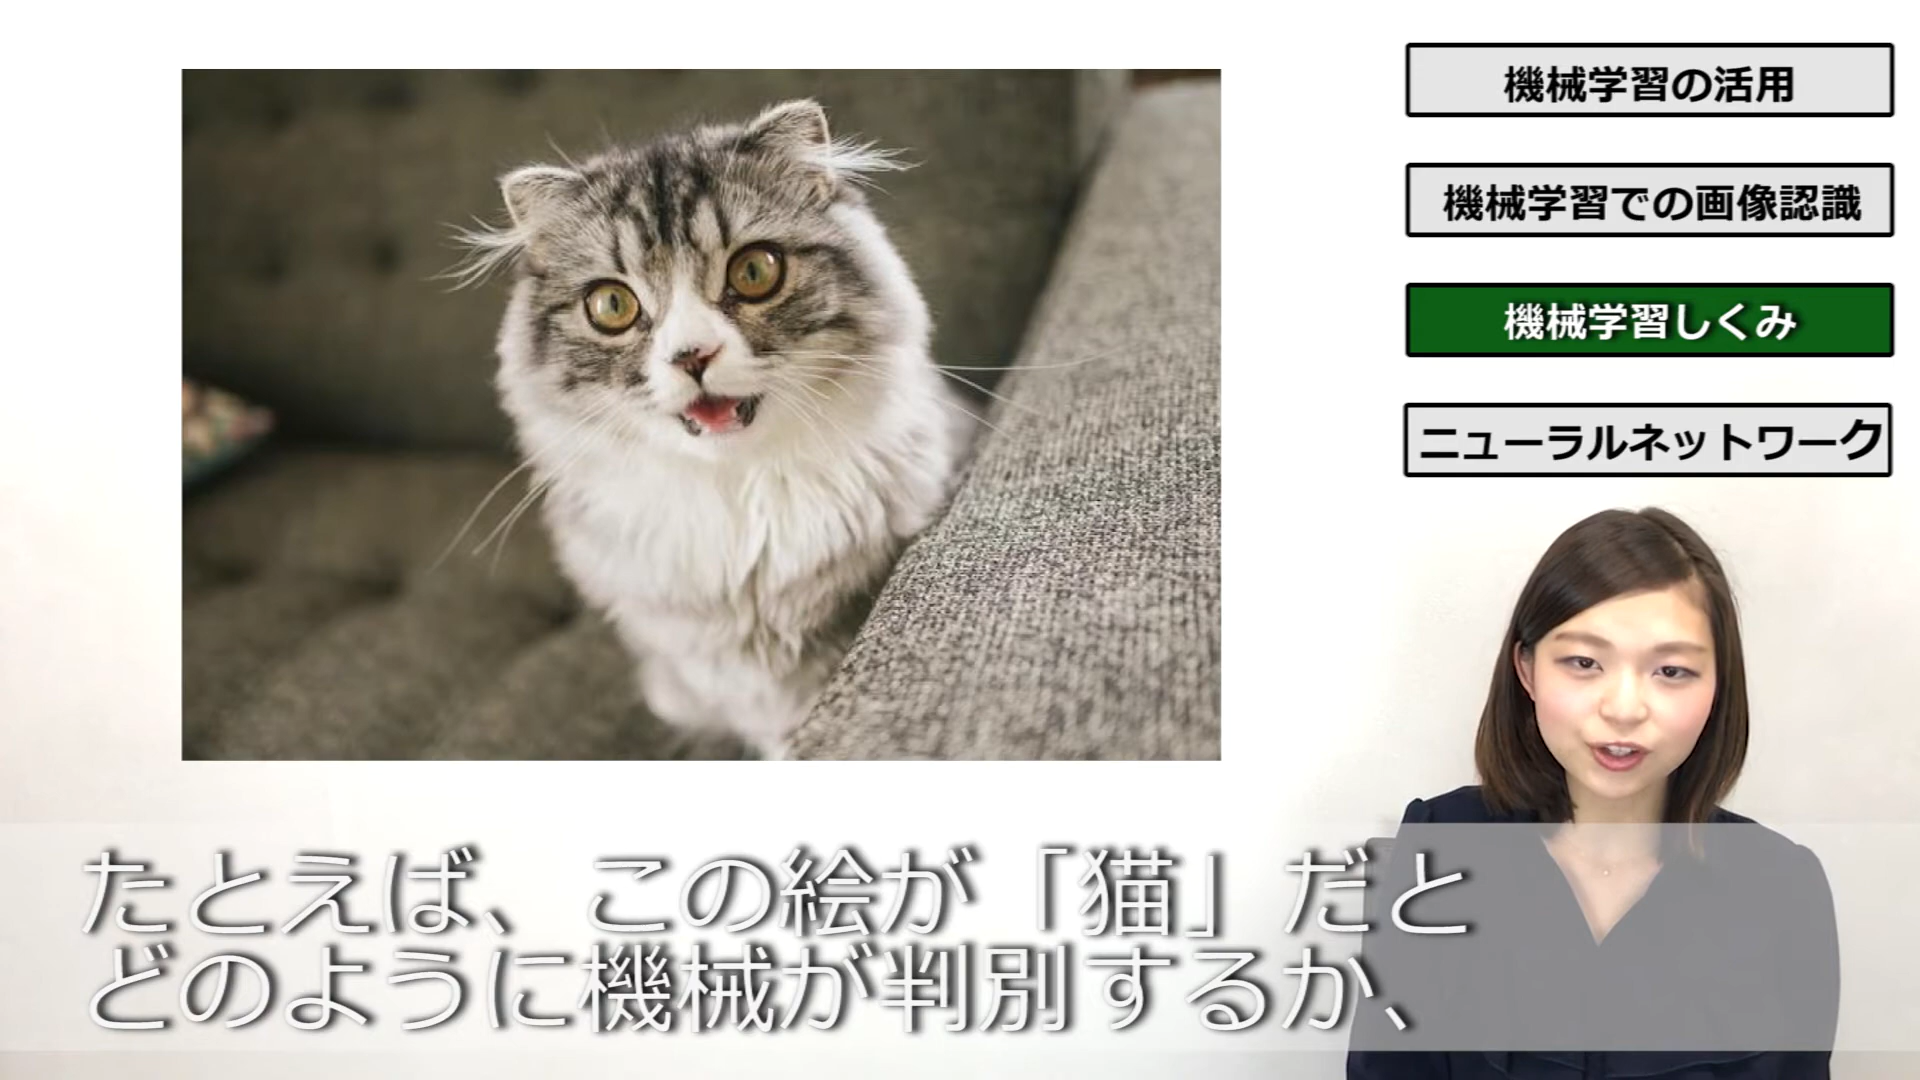 機械学習の活用
機械学習での画像認識
機械学習しくみ
ニューラルネットワーク
たとえば、この絵が「猫」だと
どのように機械が判別するか、